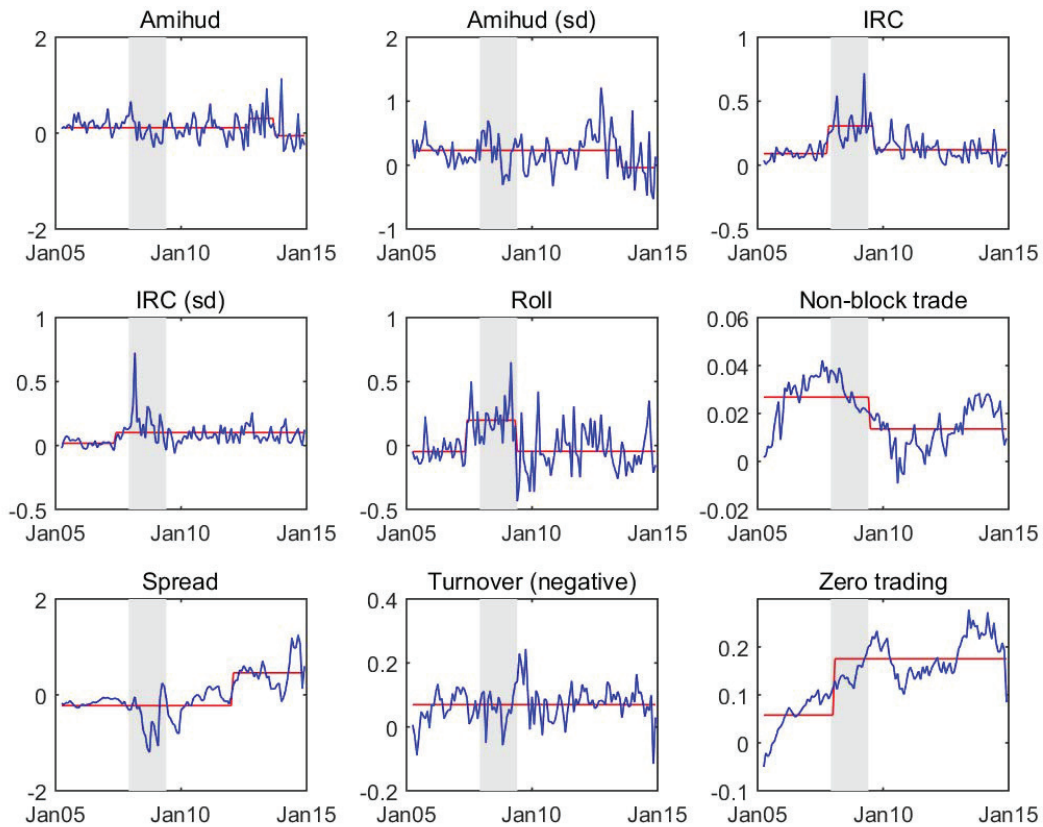 Amihud
Amihud (sd)
IRC
2
0
-2
Jan05 Jan10 Jan15
2
1
0
-1
Jan05 Jan10 Jan15
1
0.5
0
-0.5
Jan05 Jan10 Jan15
IRC (sd)
Roll
Non-block trade
1
0.5
0
-0.5
Jan05 Jan10 Jan15
1
0.5
0
-0.5
Jan05 Jan10 Jan15
0.06
0.04
0.02
0
-0.02
Jan05 Jan10 Jan15
Spread
Turnover (negative)
Zero trading
2
0
-2
Jan05 Jan10 Jan15
0.4
0.2
0
-0.2
Jan05 Jan10 Jan15
0.2
0.1
0
-0.1
Jan05 Jan10 Jan15